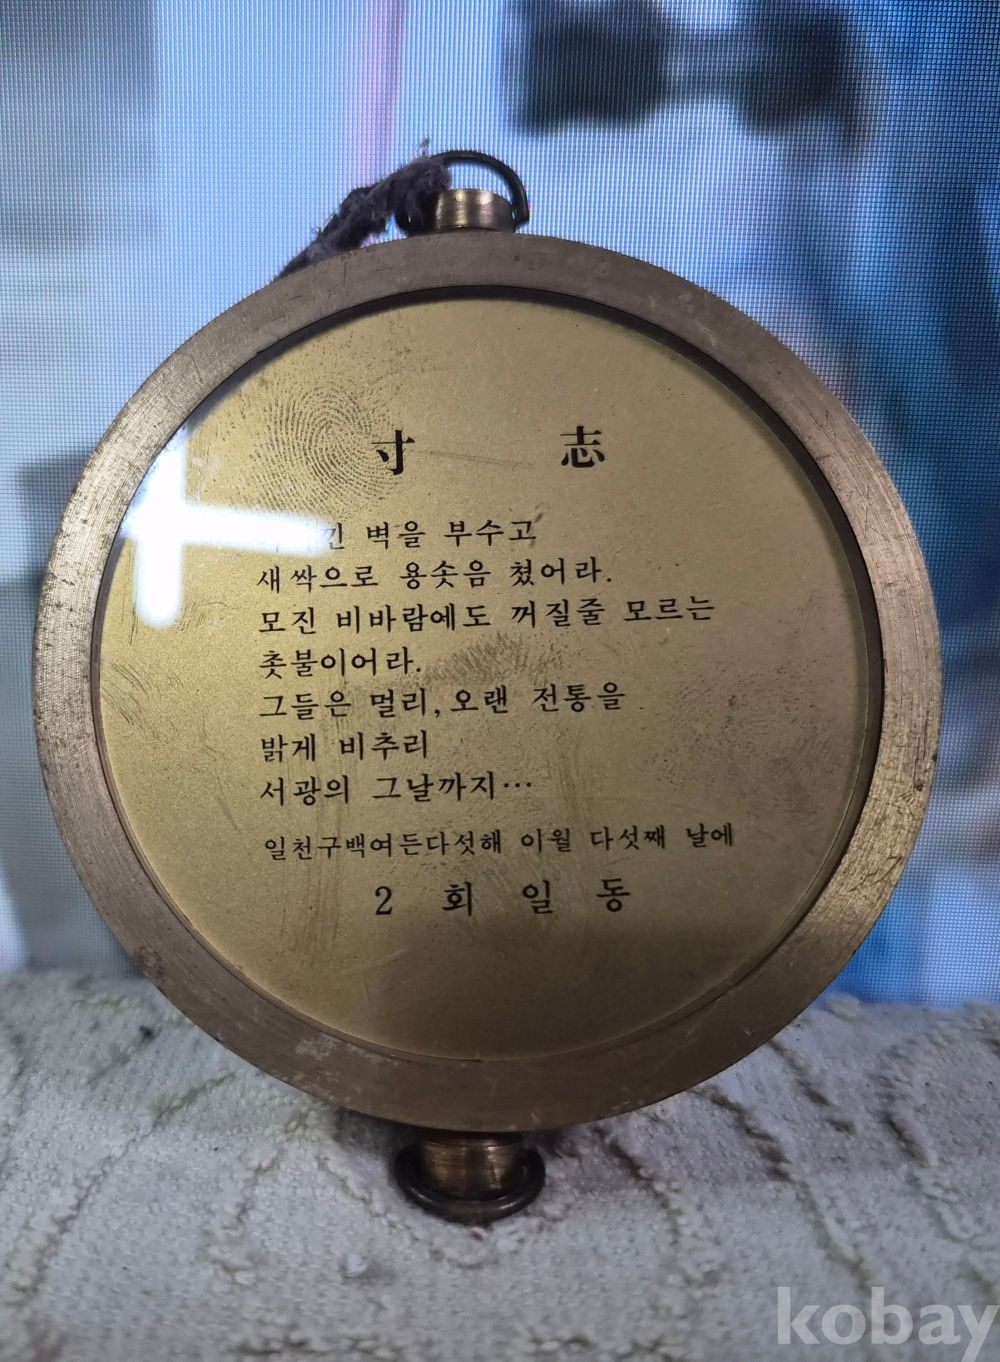 寸 志
벽을 부수고
새싹으로 용솟음 쳤어라.
모진 비바람에도 꺼질줄 모르는
촛불이어라.
그들은 멀리, 오랜 전통을
밝게 비추리
서광의 그날까지…
일천구백여든다섯해 이월 다섯째 날에
2 회 일 동
kobay